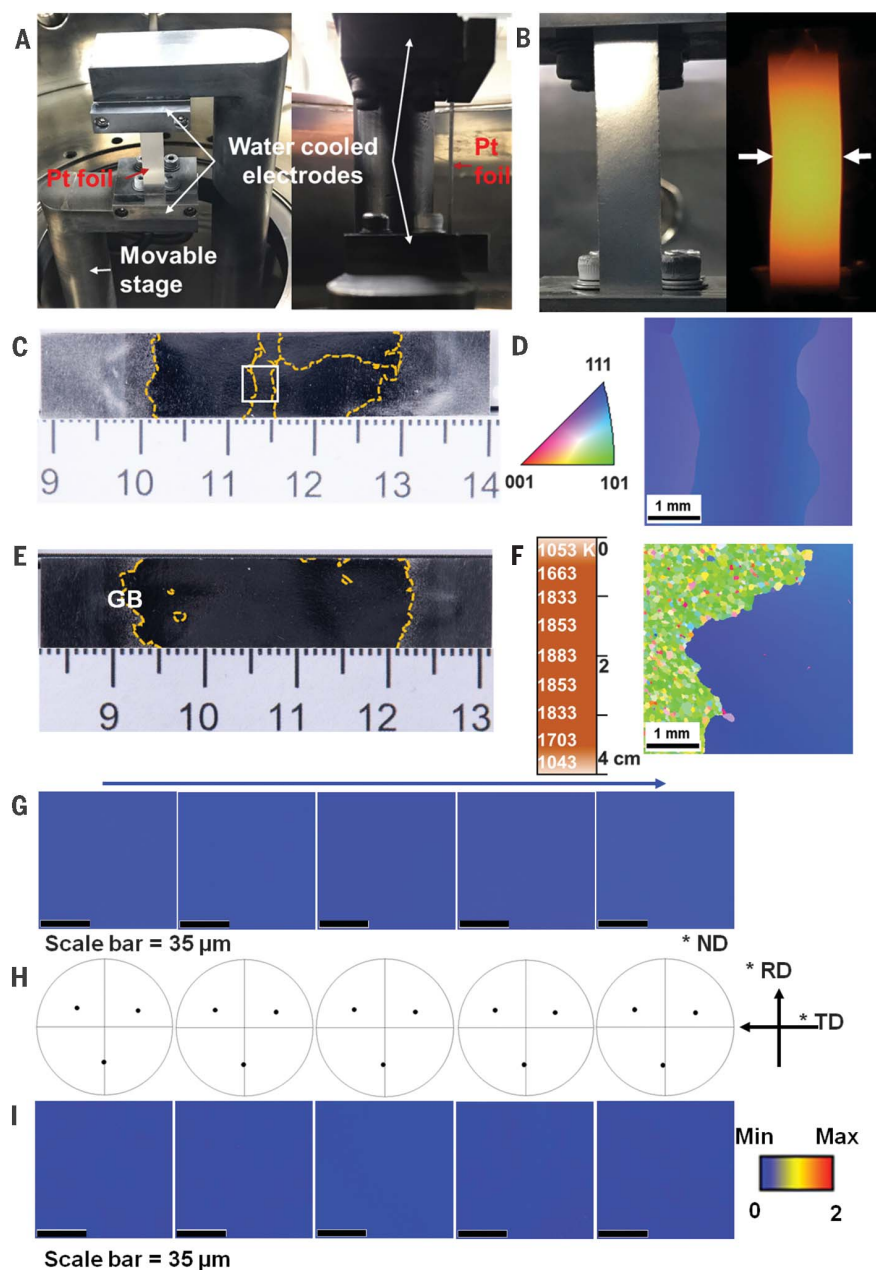 A
Water cooled
electrodes
Pt foil
Pt
foil
Movable
stage
B
C
9 10 11 12 13 14
D
111
001
101
1 mm
E
GB
9 10 11 12 13
F
1053 K 0
1663
1833
1853
1883 2
1853
1833
1703
1043 4 cm
1 mm
G
Scale bar = 35 µm
* ND
H
* RD
* TD
I
Min Max
0 2
Scale bar = 35 µm